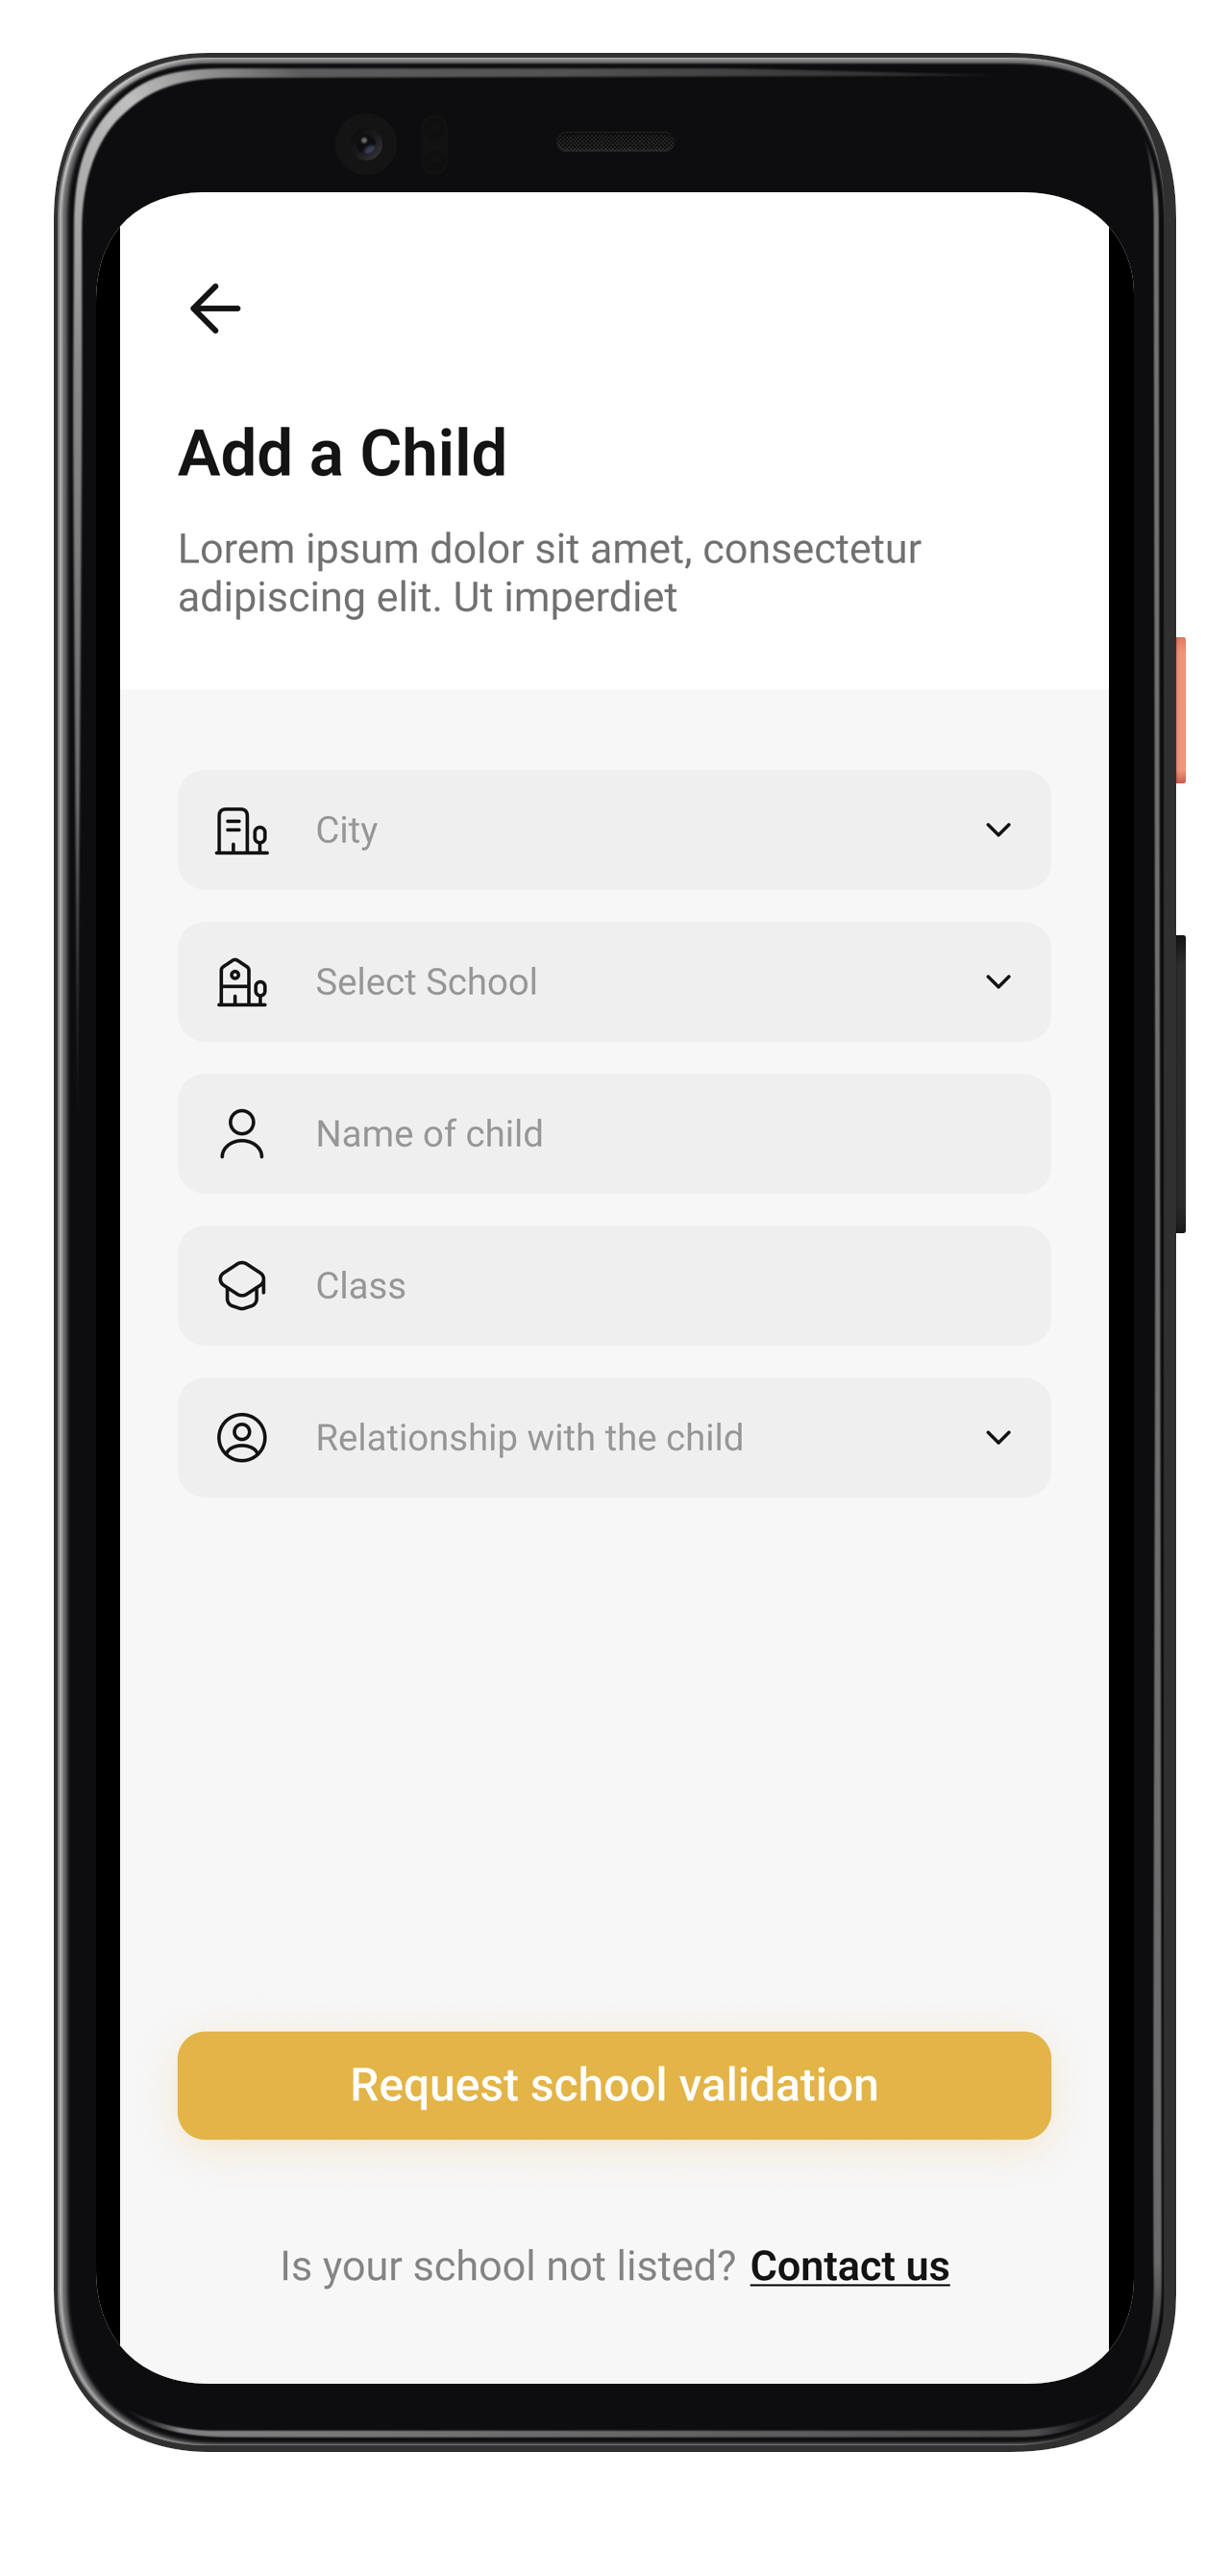 Add a Child
Lorem ipsum dolor sit amet, consectetur
adipiscing elit. Ut imperdiet
City
Select School
Name of child
Class
Relationship with the child
Request school validation
Is your school not listed? Contact us